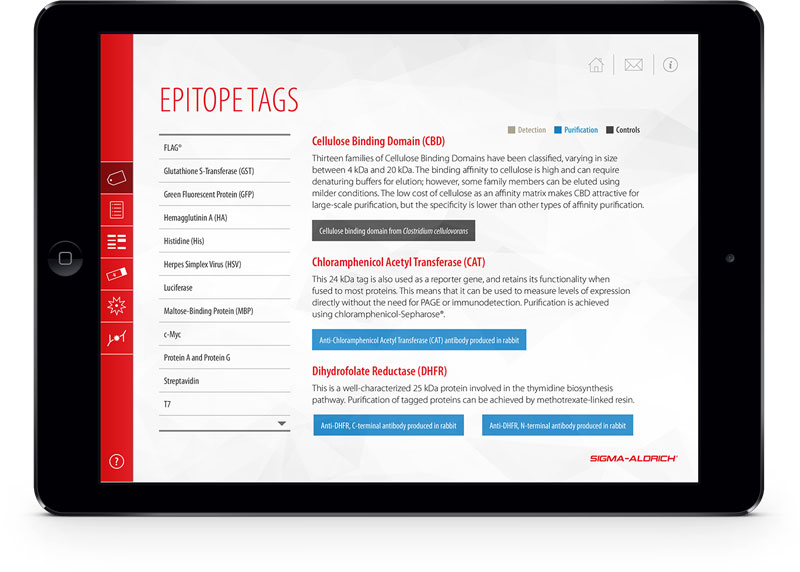 EPITOPE TAGS
FLAG®
Glutathione S-Transferase (GST)
Green Fluorescent Protein (GFP)
Hemagglutinin A (HA)
Histidine (His)
Herpes Simplex Virus (HSV)
Luciferase
Maltose-Binding Protein (MBP)
c-Myc
Protein A and Protein G
Streptavidin
T7
Detection Purification Controls
Cellulose Binding Domain (CBD)
Thirteen families of Cellulose Binding Domains have been classified, varying in size
between 4 kDa and 20 kDa. The binding affinity to cellulose is high and can require
denaturing buffers for elution; however, some family members can be eluted using
milder conditions. The low cost of cellulose as an affinity matrix makes CBD attractive for
large-scale purification, but the specificity is lower than other types of affinity purification.
Cellulose binding domain from Clostridium cellulovorans
Chloramphenicol Acetyl Transferase (CAT)
This 24 kDa tag is also used as a reporter gene, and retains its functionality when
fused to most proteins. This means that it can be used to measure levels of expression
directly without the need for PAGE or immunodetection. Purification is achieved
using chloramphenicol-Sepharose®.
Anti-Chloramphenicol Acetyl Transferase (CAT) antibody produced in rabbit
Dihydrofolate Reductase (DHFR)
This is a well-characterized 25 kDa protein involved in the thymidine biosynthesis
pathway. Purification of tagged proteins can be achieved by methotrexate-linked resin.
Anti-DHFR, C-terminal antibody produced in rabbit
Anti-DHFR, N-terminal antibody produced in rabbit
?
SIGMA-ALDRICH